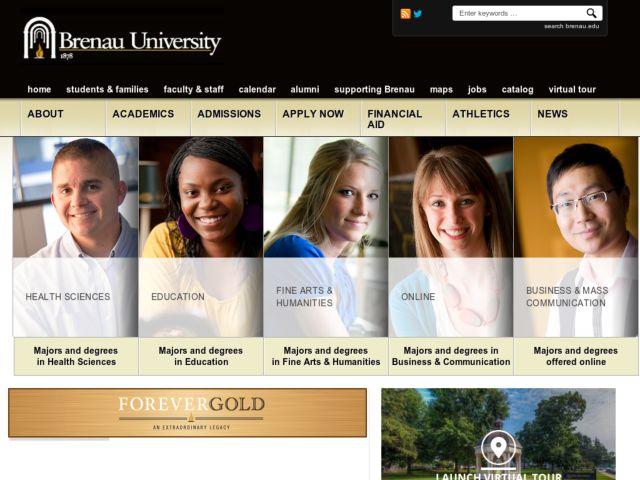 Brenau University
1878
Enter keywords ...
search brenau.edu
home students & families faculty & staff calendar alumni supporting Brenau maps jobs catalog virtual tour
ABOUT ACADEMICS ADMISSIONS APPLY NOW FINANCIAL AID ATHLETICS NEWS
HEALTH SCIENCES
EDUCATION
FINE ARTS &
HUMANITIES
ONLINE
BUSINESS & MASS
COMMUNICATION
Majors and degrees
in Health Sciences
Majors and degrees
in Education
Majors and degrees
in Fine Arts & Humanities
Majors and degrees in
Business & Communication
Majors and degrees
offered online
FOREVERGOLD
AN EXTRAORDINARY LEGACY
LAUNCH VIRTUAL TOUR